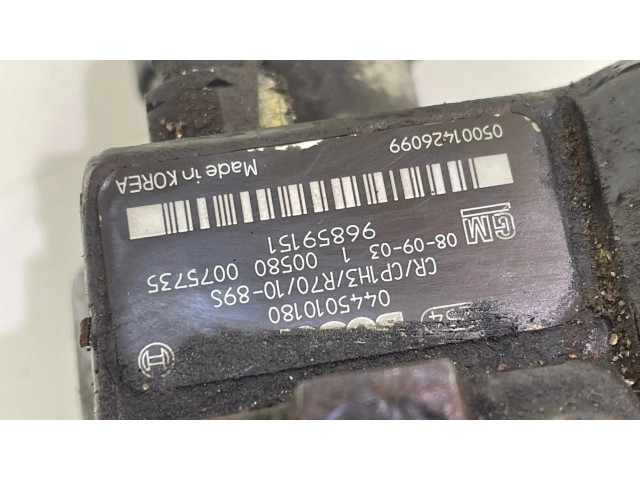 0445010180
CR/CP1H3/R70/10-89S
08-09-03 1 00580 0075735
GM 96859151
05001426099 Made in KOREA